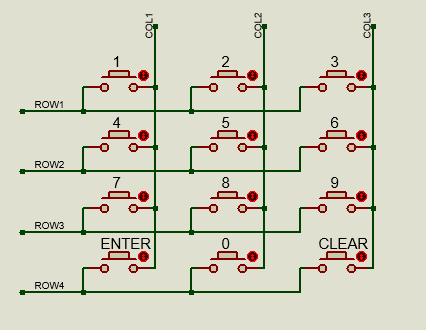 COL1 COL2 COL3
1 2 3
ROW1
4 5 6
ROW2
7 8 9
ROW3
ENTER 0 CLEAR
ROW4